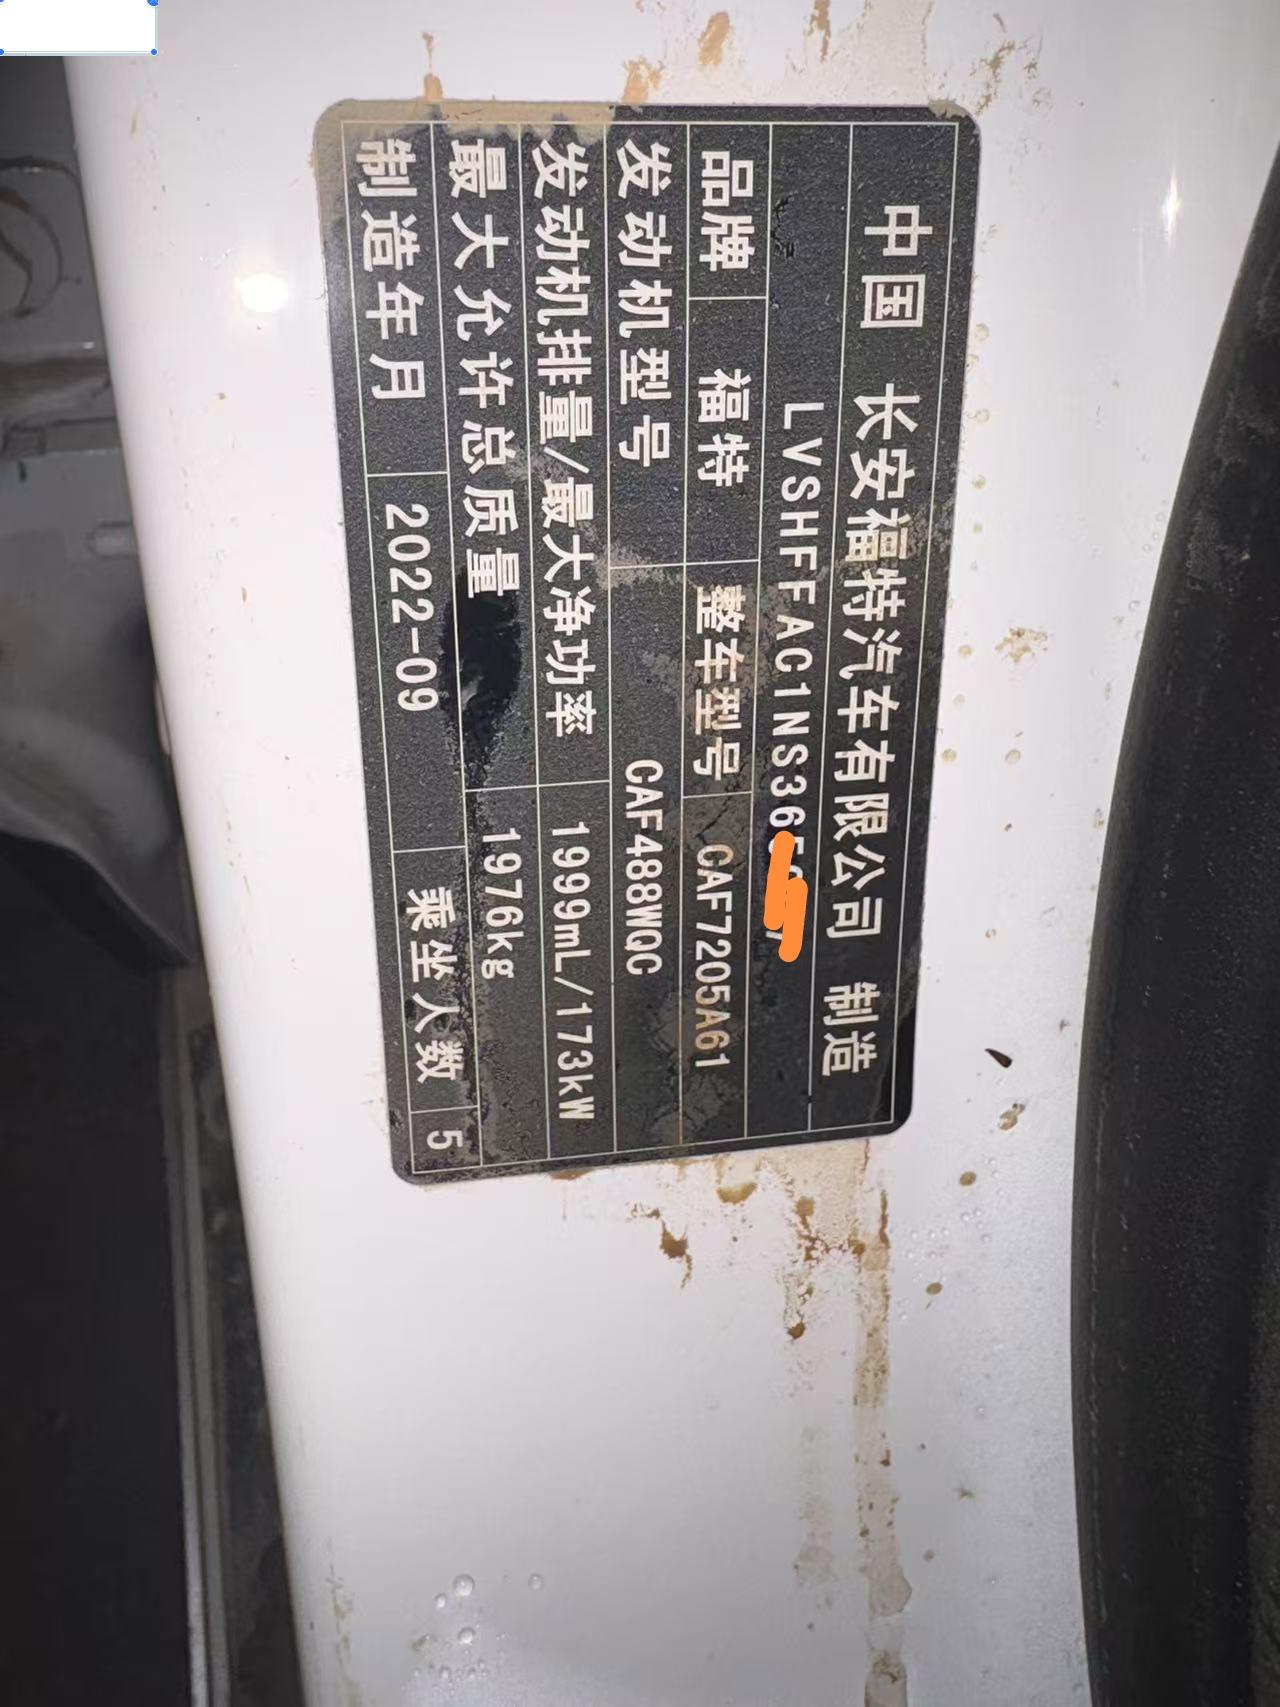 中国 长安福特汽车有限公司 制造
LVSHFFAC1NS36
品牌 福特 整车型号 CAF7205A61
发动机型号 CAF488WQC
发动机排量/最大净功率 1999mL/173kW
最大允许总质量 1976kg
制造年月 2022-09 乘坐人数 5